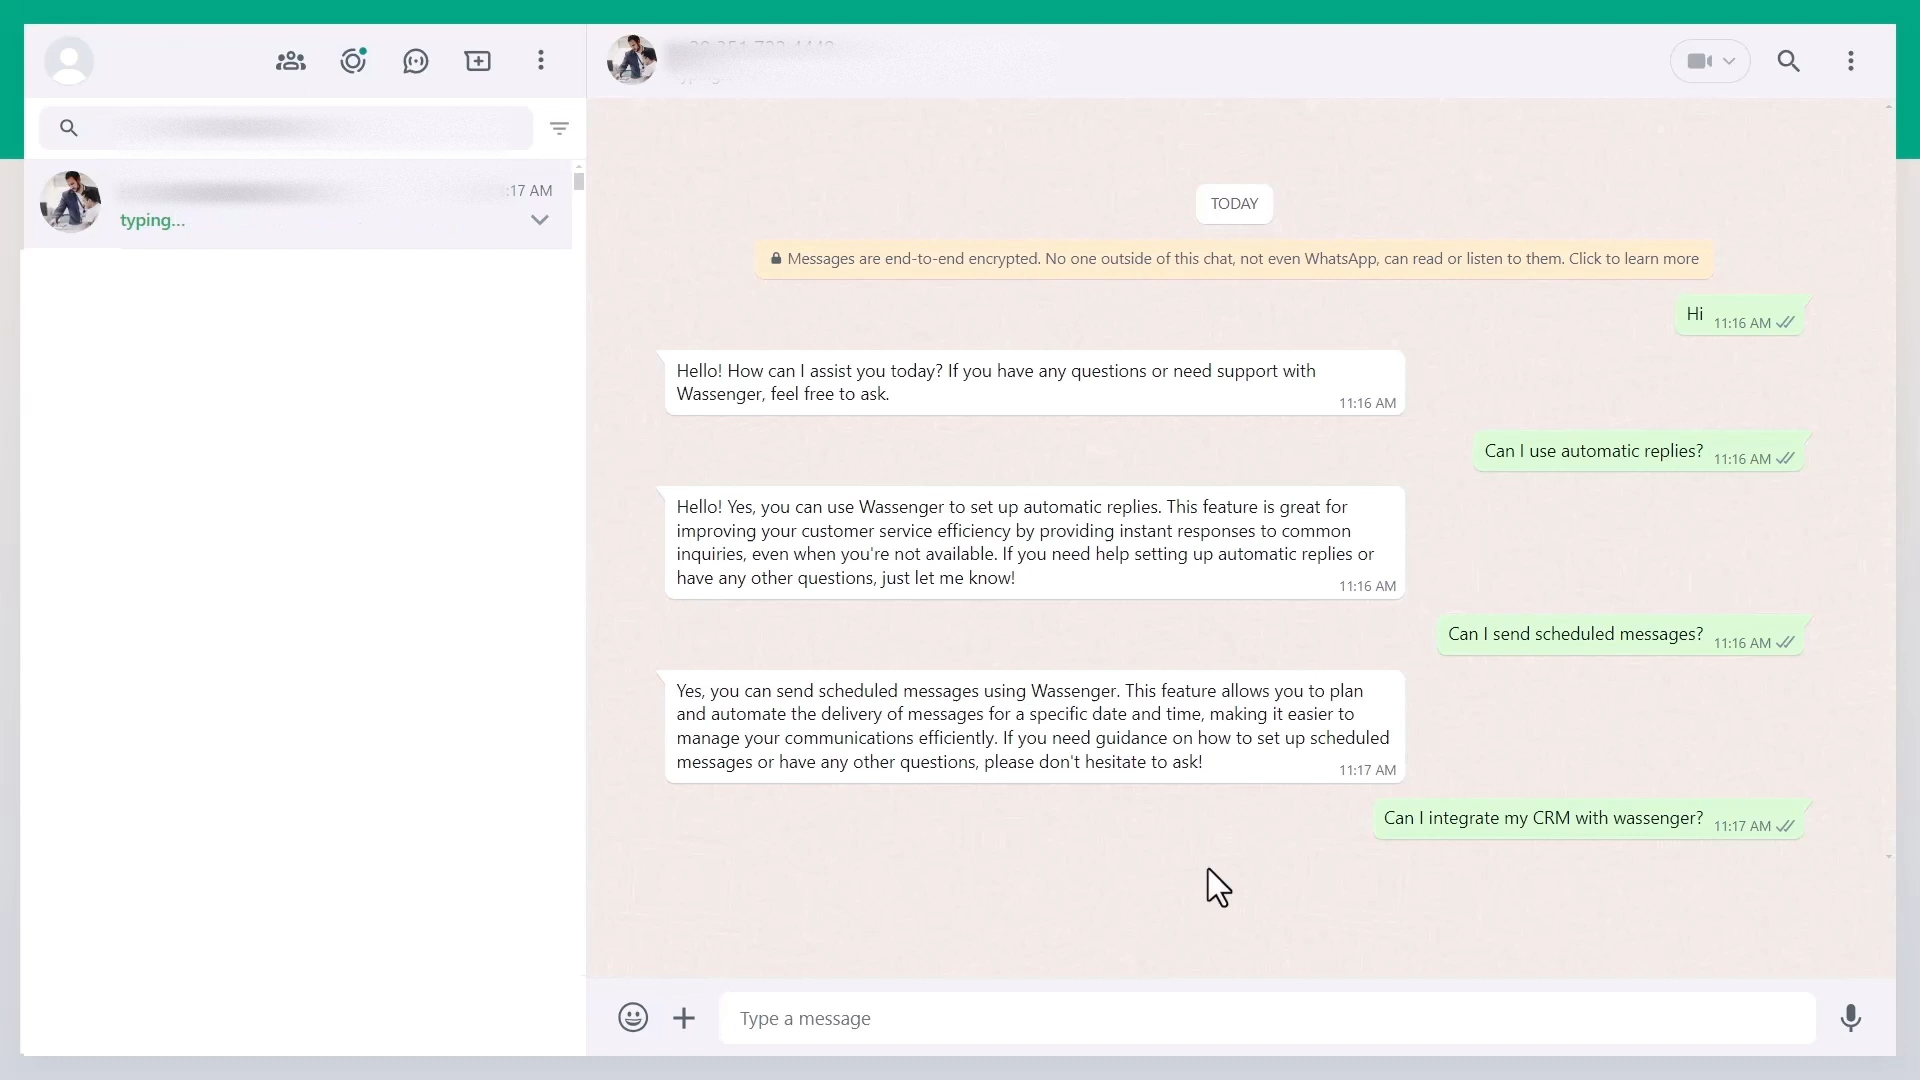 :17 AM
typing...
TODAY
Messages are end-to-end encrypted. No one outside of this chat, not even WhatsApp, can read or listen to them. Click to learn more
Hi
11:16 AM
Hello! How can I assist you today? If you have any questions or need support with
Wassenger, feel free to ask.
11:16 AM
Can I use automatic replies?
11:16 AM
Hello! Yes, you can use Wassenger to set up automatic replies. This feature is great for
improving your customer service efficiency by providing instant responses to common
inquiries, even when you're not available. If you need help setting up automatic replies or
have any other questions, just let me know!
11:16 AM
Can I send scheduled messages?
11:16 AM
Yes, you can send scheduled messages using Wassenger. This feature allows you to plan
and automate the delivery of messages for a specific date and time, making it easier to
manage your communications efficiently. If you need guidance on how to set up scheduled
messages or have any other questions, please don't hesitate to ask!
11:17 AM
Can I integrate my CRM with wassenger?
11:17 AM
Type a message